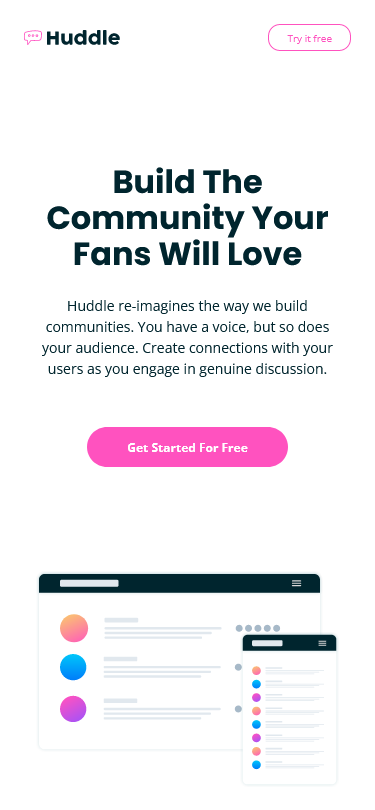 Huddle
Try it free
Build The
Community Your
Fans Will Love
Huddle re-imagines the way we build
communities. You have a voice, but so does
your audience. Create connections with your
users as you engage in genuine discussion.
Get Started For Free